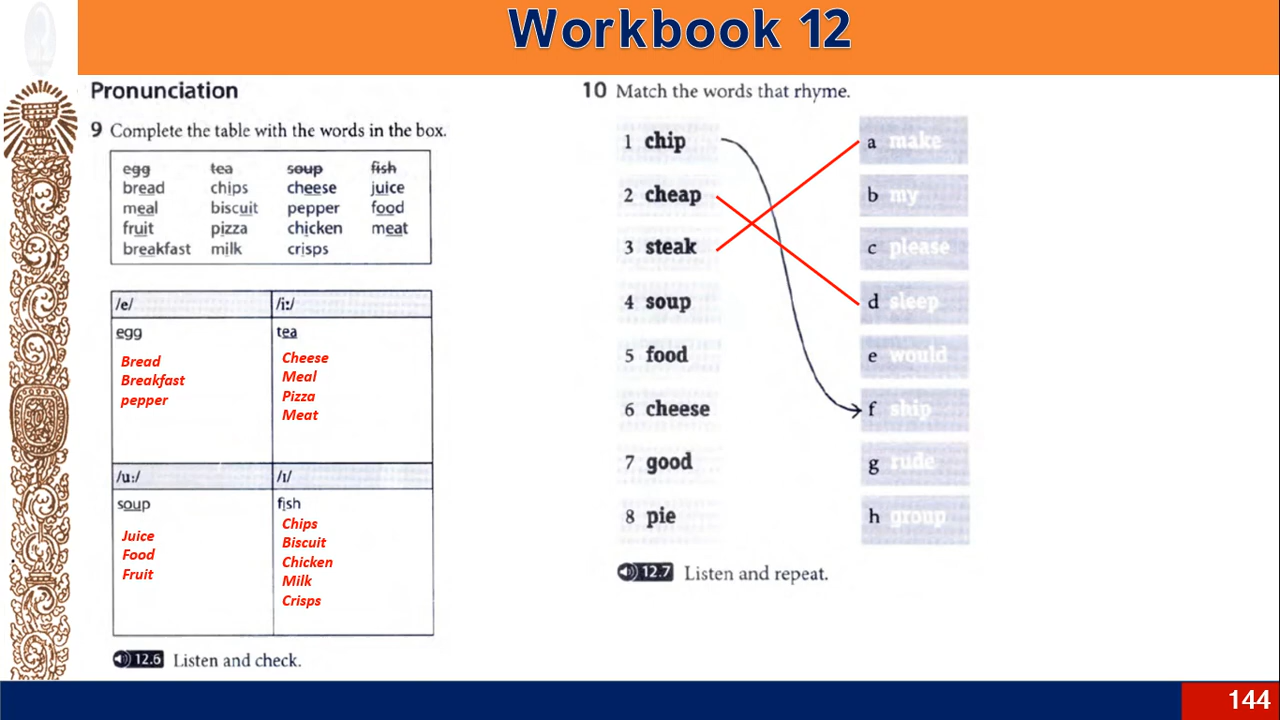 Workbook 12
Pronunciation
9 Complete the table with the words in the box.
egg tea soup fish
bread chips cheese juice
meal biscuit pepper food
fruit pizza chicken meat
breakfast milk crisps
/e/ /i:/
egg tea
Bread Cheese
Breakfast Meal
pepper Pizza
Meat
/u:/ /ɪ/
soup fish
Juice Chips
Food Biscuit
Fruit Chicken
Milk
Crisps
12.6 Listen and check.
10 Match the words that rhyme.
1 chip a make
2 cheap b my
3 steak c please
4 soup d sleep
5 food e would
6 cheese f ship
7 good g rude
8 pie h group
12.7 Listen and repeat.
144